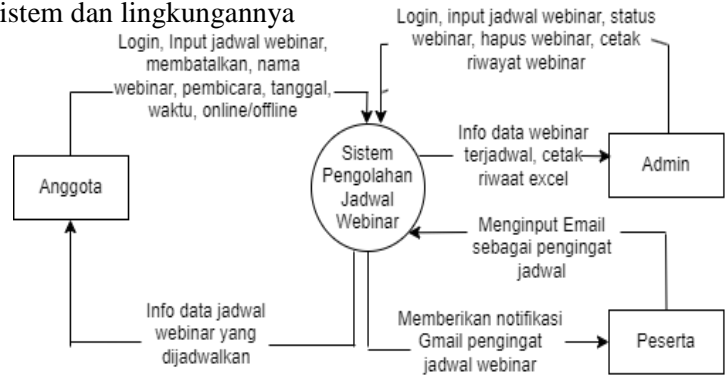 istem dan lingkungannya
Login, Input jadwal webinar,
membatalkan, nama
webinar, pembicara, tanggal,
waktu, online/offline
Login, input jadwal webinar, status
webinar, hapus webinar, cetak
riwayat webinar
Anggota
Sistem
Pengolahan
Jadwal
Webinar
Info data webinar
terjadwal, cetak
riwaat excel
Admin
Menginput Email
sebagai pengingat
jadwal
Info data jadwal
webinar yang
dijadwalkan
Memberikan notifikasi
Gmail pengingat
jadwal webinar
Peserta